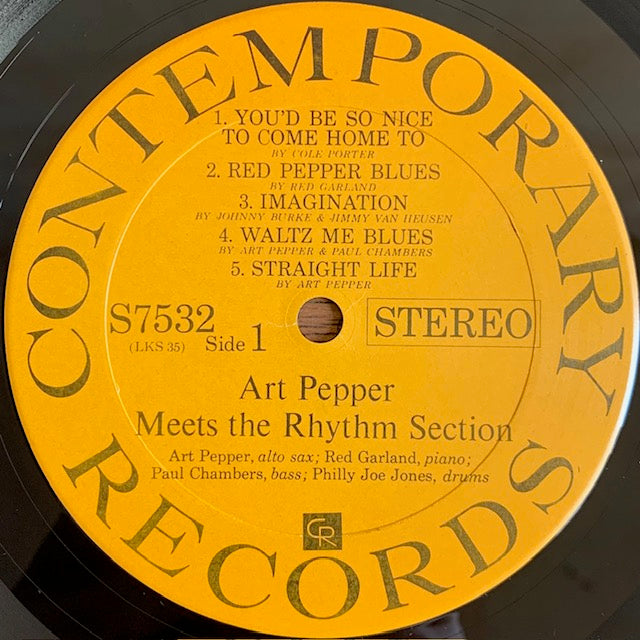 CONTEMPORARY
1. YOU'D BE SO NICE
TO COME HOME TO
BY COLE PORTER
2. RED PEPPER BLUES
BY RED GARLAND
3. IMAGINATION
BY JOHNNY BURKE & JIMMY VAN HEUSEN
4. WALTZ ME BLUES
BY ART PEPPER & PAUL CHAMBERS
5. STRAIGHT LIFE
BY ART PEPPER
S7532
(LKS 35) Side 1
STEREO
Art Pepper
Meets the Rhythm Section
Art Pepper, alto sax; Red Garland, piano;
Paul Chambers, bass; Philly Joe Jones, drums
CR
RECORDS